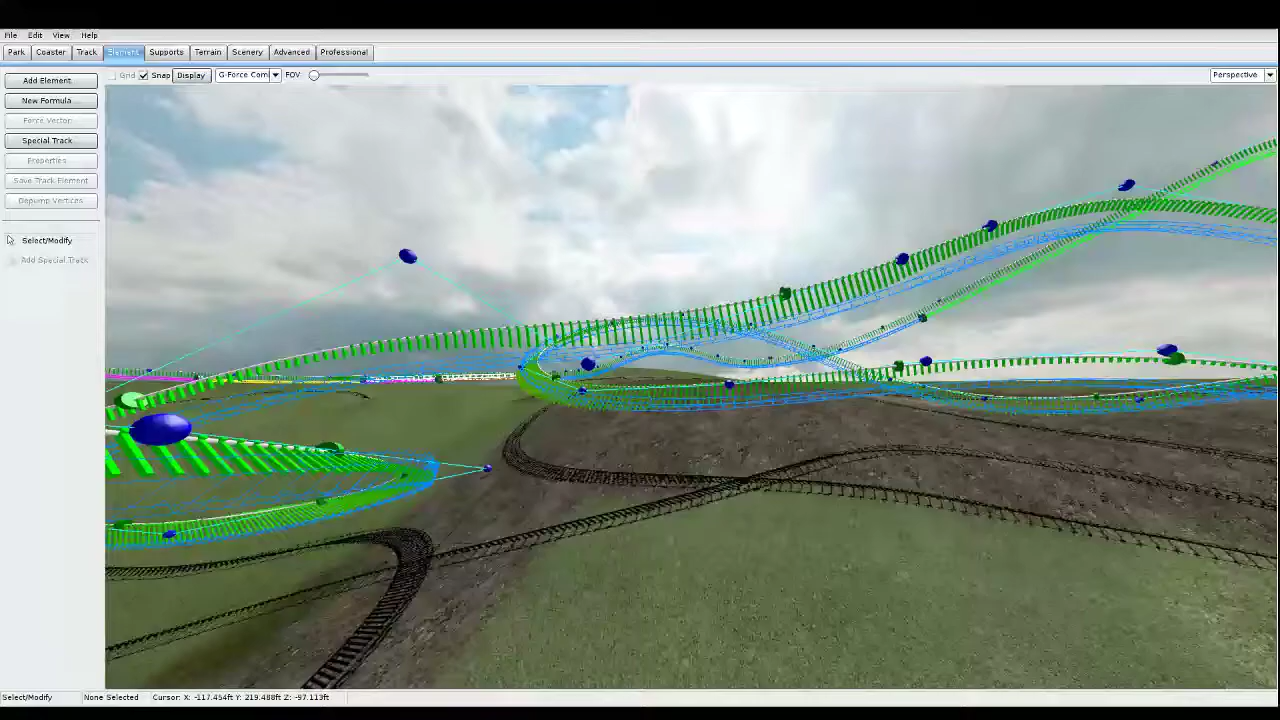 File Edit View Help
Park Coaster Track Element Supports Terrain Scenery Advanced Professional
Grid Snap Display G-Force Com FOV Perspective
Add Element
New Formula
Force Vector
Special Track
Properties
Save Track Element
Depump Vertices
Select/Modify
Add Special Track
Select/Modify None Selected Cursor: X: -117.454ft Y: 219.488ft Z: -97.113ft